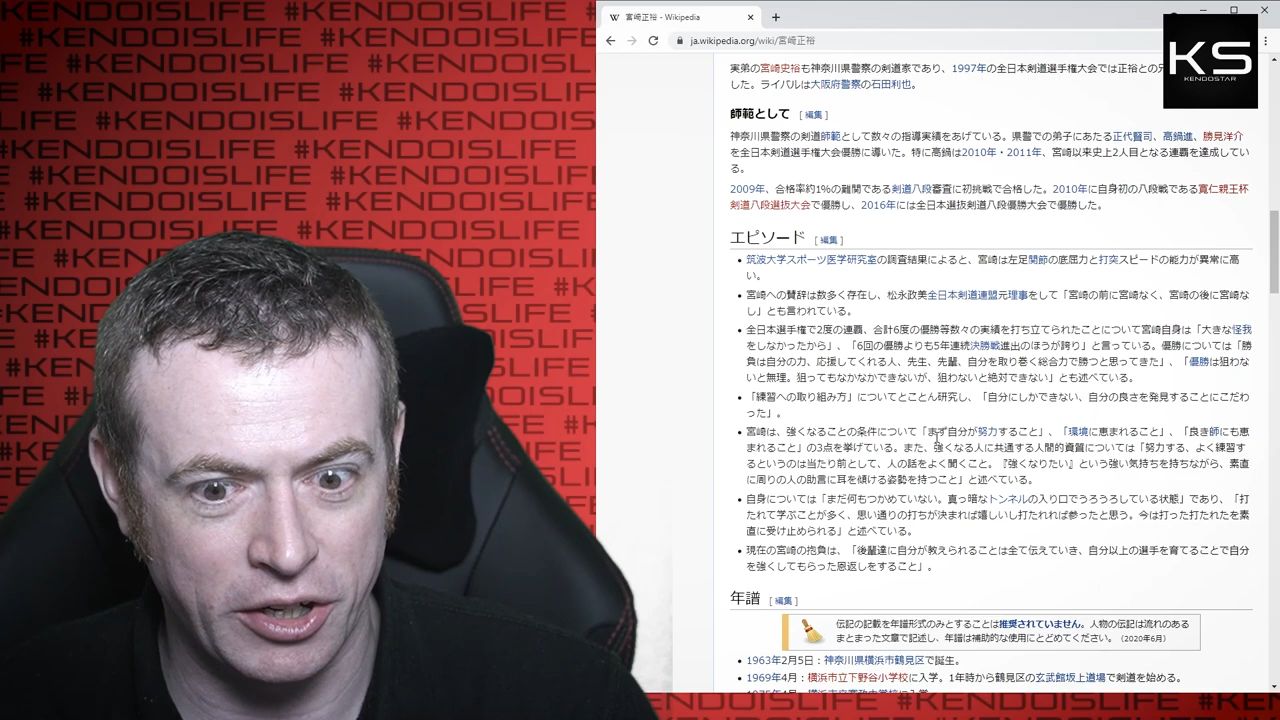 #KENDOISLIFE #KENDOISLIFE
宮崎正裕 - Wikipedia
ja.wikipedia.org/wiki/宮崎正裕
KS
KENDOSTAR
実弟の宮崎史裕も神奈川県警察の剣道家であり、1997年の全日本剣道選手権大会では正裕との
した。ライバルは大阪府警察の石田利也。
師範として [編集]
神奈川県警察の剣道師範として数々の指導実績をあげている。県警での弟子にあたる正代賢司、高鍋進、勝見洋介
を全日本剣道選手権大会優勝に導いた。特に高鍋は2010年・2011年、宮崎以来史上2人目となる連覇を達成してい
る。
2009年、合格率約1%の難関である剣道八段審査に初挑戦で合格した。2010年に自身初の八段戦である寛仁親王杯
剣道八段選抜大会で優勝し、2016年には全日本選抜剣道八段優勝大会で優勝した。
エピソード [編集]
• 筑波大学スポーツ医学研究室の調査結果によると、宮崎は左足関節の底屈力と打突スピードの能力が異常に高
い。
• 宮崎への賛辞は数多く存在し、松永政美全日本剣道連盟元理事をして「宮崎の前に宮崎なく、宮崎の後に宮崎な
し」とも言われている。
• 全日本選手権で2度の連覇、合計6度の優勝等数々の実績を打ち立てられたことについて宮崎自身は「大きな怪我
をしなかったから」、「6回の優勝よりも5年連続決勝戦進出のほうが誇り」と言っている。優勝については「勝
負は自分の力、応援してくれる人、先生、先輩、自分を取り巻く総合力で勝つと思ってきた」、「優勝は狙わな
いと無理。狙ってもなかなかできないが、狙わないと絶対できない」とも述べている。
• 「練習への取り組み方」についてとことん研究し、「自分にしかできない、自分の良さを発見することにこだわ
った」。
• 宮崎は、強くなることの条件について「まず自分が努力すること」、「環境に恵まれること」、「良き師にも恵
まれること」の3点を挙げている。また、強くなる人に共通する人間的資質については「努力する、よく練習す
るというのは当たり前として、人の話をよく聞くこと。『強くなりたい』という強い気持ちを持ちながら、素直
に周りの人の助言に耳を傾ける姿勢を持つこと」と述べている。
• 自身については「まだ何もつかめていない。真っ暗なトンネルの入り口でうろうろしている状態」であり、「打
たれて学ぶことが多く、思い通りの打ちが決まれば嬉しいし打たれれば参ったと思う。今は打った打たれたを素
直に受け止められる」と述べている。
• 現在の宮崎の抱負は、「後輩達に自分が教えられることは全て伝えていき、自分以上の選手を育てることで自分
を強くしてもらった恩返しをすること」。
年譜 [編集]
伝記の記載を年譜形式のみとすることは推奨されていません。人物の伝記は流れのある
まとまった文章で記述し、年譜は補助的な使用にとどめてください。（2020年6月）
• 1963年2月5日：神奈川県横浜市鶴見区で誕生。
• 1969年4月：横浜市立下野谷小学校に入学。1年時から鶴見区の玄武館坂上道場で剣道を始める。